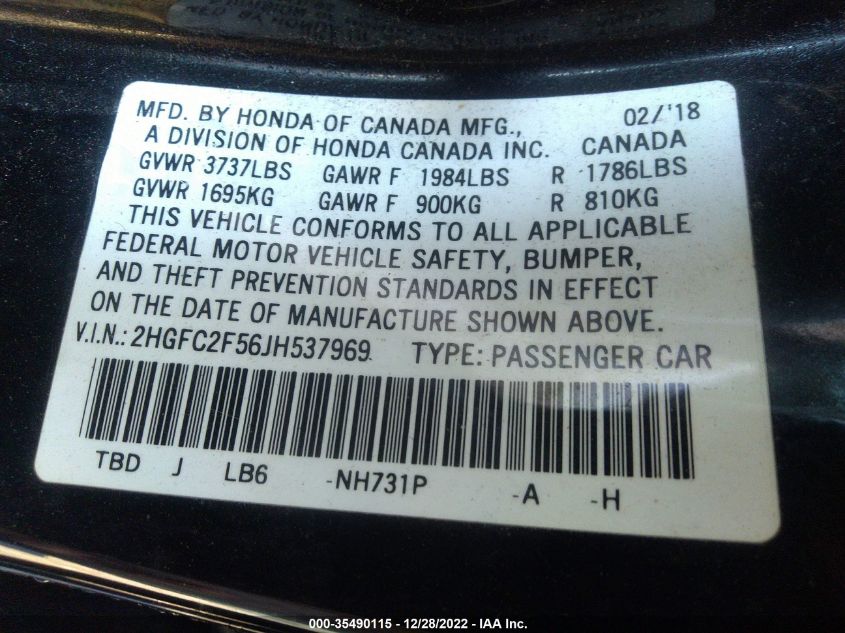 MFD. BY HONDA OF CANADA MFG., 02/'18
A DIVISION OF HONDA CANADA INC. CANADA
GVWR 3737LBS GAWR F 1984LBS R 1786LBS
GVWR 1695KG GAWR F 900KG R 810KG
THIS VEHICLE CONFORMS TO ALL APPLICABLE
FEDERAL MOTOR VEHICLE SAFETY, BUMPER,
AND THEFT PREVENTION STANDARDS IN EFFECT
ON THE DATE OF MANUFACTURE SHOWN ABOVE.
V.I.N.: 2HGFC2F56JH537969 TYPE: PASSENGER CAR
TBD J LB6 -NH731P -A -H
000-35490115 - 12/28/2022 - IAA Inc.